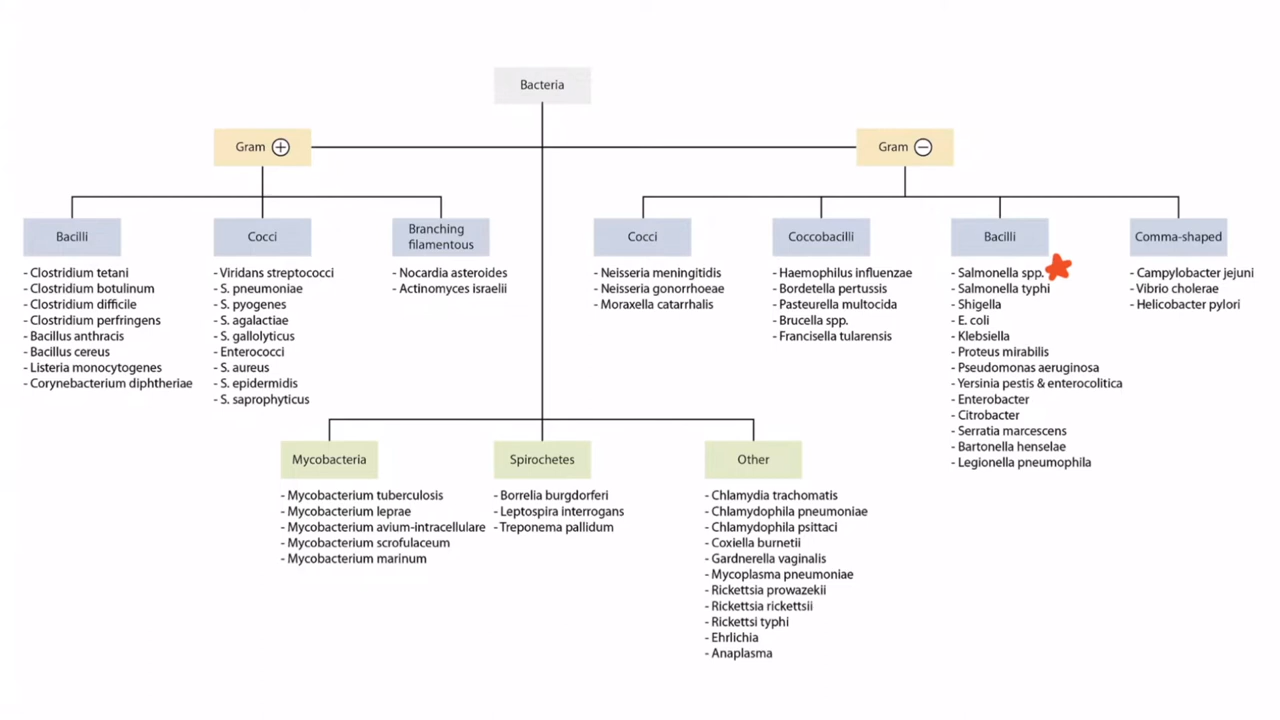 Bacteria
Gram +
Gram −
Bacilli
- Clostridium tetani
- Clostridium botulinum
- Clostridium difficile
- Clostridium perfringens
- Bacillus anthracis
- Bacillus cereus
- Listeria monocytogenes
- Corynebacterium diphtheriae
Cocci
- Viridans streptococci
- S. pneumoniae
- S. pyogenes
- S. agalactiae
- S. gallolyticus
- Enterococci
- S. aureus
- S. epidermidis
- S. saprophyticus
Branching
filamentous
- Nocardia asteroides
- Actinomyces israelii
Cocci
- Neisseria meningitidis
- Neisseria gonorrhoeae
- Moraxella catarrhalis
Coccobacilli
- Haemophilus influenzae
- Bordetella pertussis
- Pasteurella multocida
- Brucella spp.
- Francisella tularensis
Bacilli
- Salmonella spp.
- Salmonella typhi
- Shigella
- E. coli
- Klebsiella
- Proteus mirabilis
- Pseudomonas aeruginosa
- Yersinia pestis & enterocolitica
- Enterobacter
- Citrobacter
- Serratia marcescens
- Bartonella henselae
- Legionella pneumophila
Comma-shaped
- Campylobacter jejuni
- Vibrio cholerae
- Helicobacter pylori
Mycobacteria
- Mycobacterium tuberculosis
- Mycobacterium leprae
- Mycobacterium avium-intracellulare
- Mycobacterium scrofulaceum
- Mycobacterium marinum
Spirochetes
- Borrelia burgdorferi
- Leptospira interrogans
- Treponema pallidum
Other
- Chlamydia trachomatis
- Chlamydophila pneumoniae
- Chlamydophila psittaci
- Coxiella burnetii
- Gardnerella vaginalis
- Mycoplasma pneumoniae
- Rickettsia prowazekii
- Rickettsia rickettsii
- Rickettsi typhi
- Ehrlichia
- Anaplasma